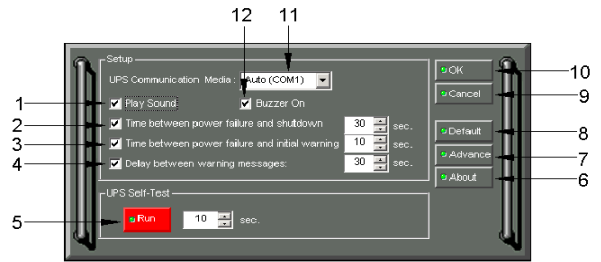 12
11
Setup
UPS Communication Media : Auto (COM1)
OK
10
1
Play Sound
Buzzer On
Cancel
9
2
Time between power failure and shutdown
30
sec.
Default
8
3
Time between power failure and initial warning
10
sec.
Advance
7
4
Delay between warning messages:
30
sec.
About
6
UPS Self-Test
5
Run
10
sec.